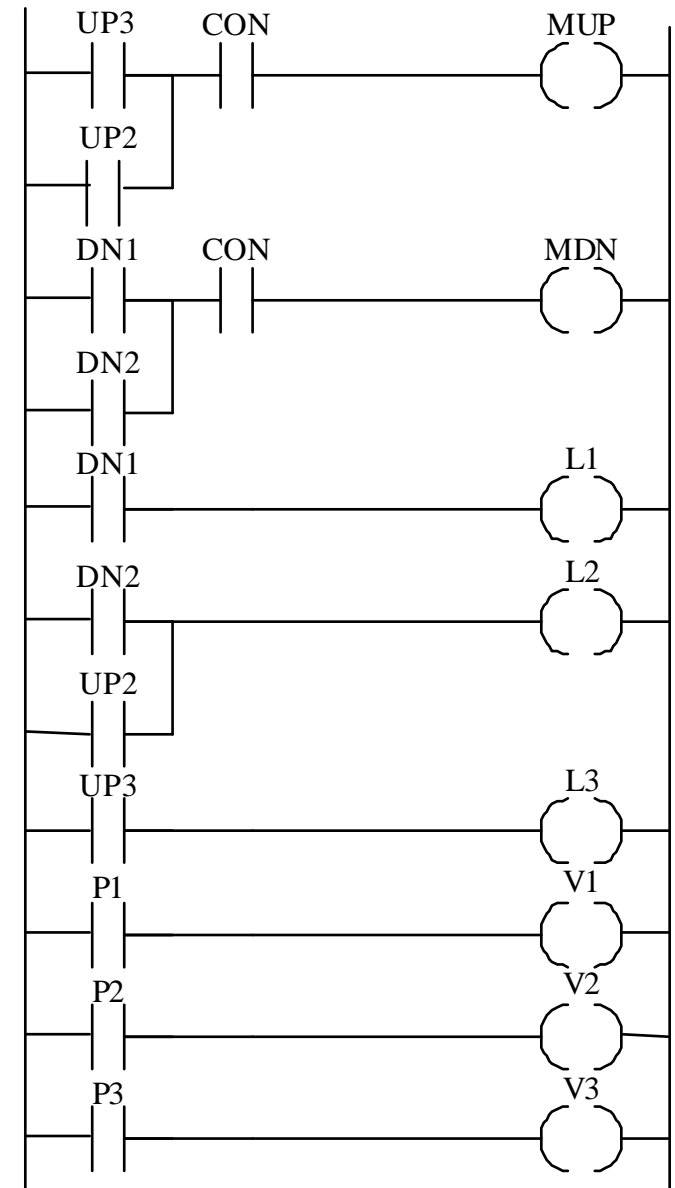 UP3 CON MUP
UP2
DN1 CON MDN
DN2
DN1 L1
DN2 L2
UP2
UP3 L3
P1 V1
P2 V2
P3 V3